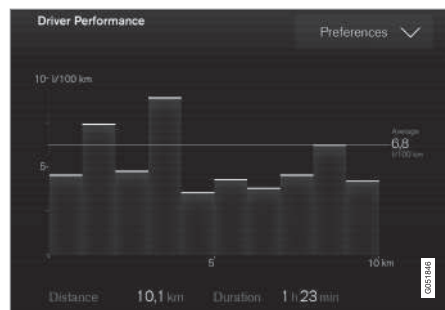 Driver Performance
Preferences
10 l/100 km
Average
6,8
l/100 km
5
5
10 km
Distance 10,1 km Duration 1 h 23 min
G051846